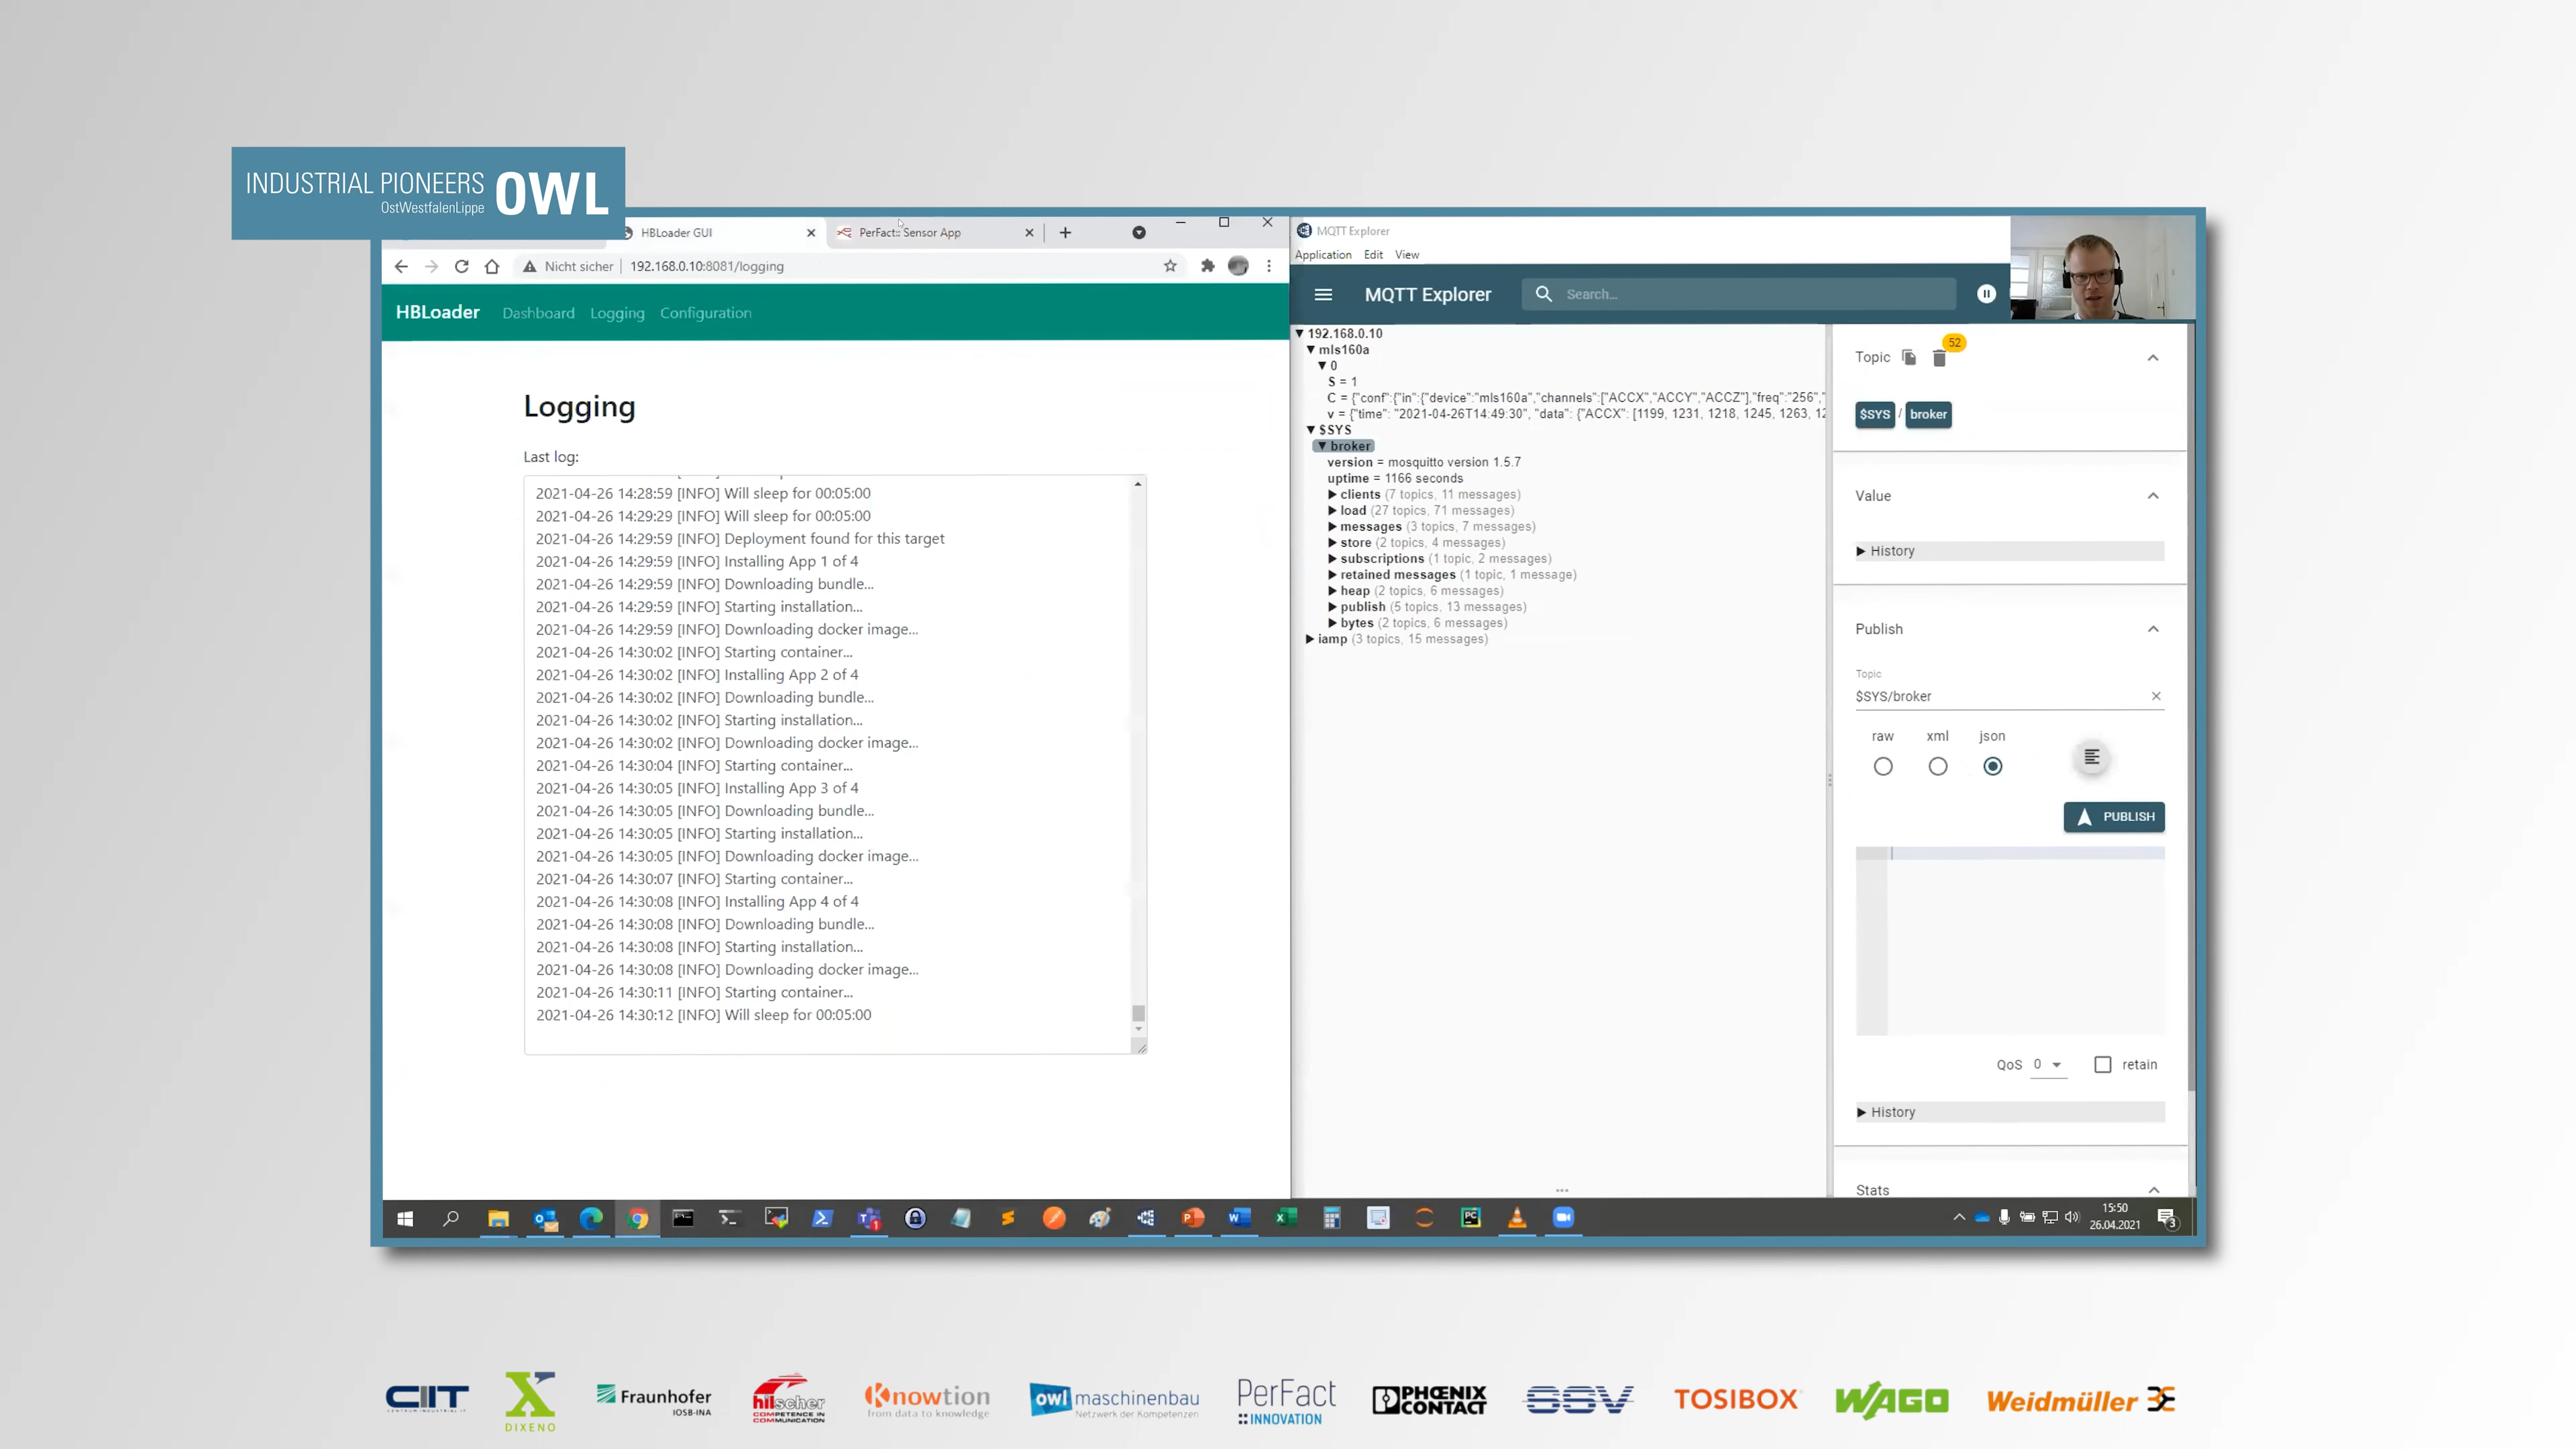 INDUSTRIAL PIONEERS
OstWestfalenLippe
OWL
HBLoader GUI
PerFact:: Sensor App
Nicht sicher
192.168.0.10:8081/logging
HBLoader
Dashboard
Logging
Configuration
Logging
Last log:
2021-04-26 14:28:59 [INFO] Will sleep for 00:05:00
2021-04-26 14:29:29 [INFO] Will sleep for 00:05:00
2021-04-26 14:29:59 [INFO] Deployment found for this target
2021-04-26 14:29:59 [INFO] Installing App 1 of 4
2021-04-26 14:29:59 [INFO] Downloading bundle...
2021-04-26 14:29:59 [INFO] Starting installation...
2021-04-26 14:29:59 [INFO] Downloading docker image...
2021-04-26 14:30:02 [INFO] Starting container...
2021-04-26 14:30:02 [INFO] Installing App 2 of 4
2021-04-26 14:30:02 [INFO] Downloading bundle...
2021-04-26 14:30:02 [INFO] Starting installation...
2021-04-26 14:30:02 [INFO] Downloading docker image...
2021-04-26 14:30:04 [INFO] Starting container...
2021-04-26 14:30:05 [INFO] Installing App 3 of 4
2021-04-26 14:30:05 [INFO] Downloading bundle...
2021-04-26 14:30:05 [INFO] Starting installation...
2021-04-26 14:30:05 [INFO] Downloading docker image...
2021-04-26 14:30:07 [INFO] Starting container...
2021-04-26 14:30:08 [INFO] Installing App 4 of 4
2021-04-26 14:30:08 [INFO] Downloading bundle...
2021-04-26 14:30:08 [INFO] Starting installation...
2021-04-26 14:30:08 [INFO] Downloading docker image...
2021-04-26 14:30:11 [INFO] Starting container...
2021-04-26 14:30:12 [INFO] Will sleep for 00:05:00
MQTT Explorer
Application Edit View
MQTT Explorer
Search...
192.168.0.10
mls160a
0
S = 1
C = {"conf":{"in":{"device":"mls160a","channels":["ACCX","ACCY","ACCZ"],"freq":"256","
v = {"time": "2021-04-26T14:49:30", "data": {"ACCX": [1199, 1231, 1218, 1245, 1263, 12
$SYS
broker
version = mosquitto version 1.5.7
uptime = 1166 seconds
clients (7 topics, 11 messages)
load (27 topics, 71 messages)
messages (3 topics, 7 messages)
store (2 topics, 4 messages)
subscriptions (1 topic, 2 messages)
retained messages (1 topic, 1 message)
heap (2 topics, 6 messages)
publish (5 topics, 13 messages)
bytes (2 topics, 6 messages)
iamp (3 topics, 15 messages)
Topic
52
$SYS / broker
Value
History
Publish
Topic
$SYS/broker
raw xml json
PUBLISH
QoS 0 retain
History
Stats
15:50
26.04.2021
3
CIIT
DIXENO
Fraunhofer
IOSB-INA
hilscher
COMPETENCE IN
COMMUNICATION
Knowtion
from data to knowledge
owl maschinenbau
Netzwerk der Kompetenzen
PerFact
::INNOVATION
PHŒNIX
CONTACT
SSV
TOSIBOX
WAGO
Weidmüller